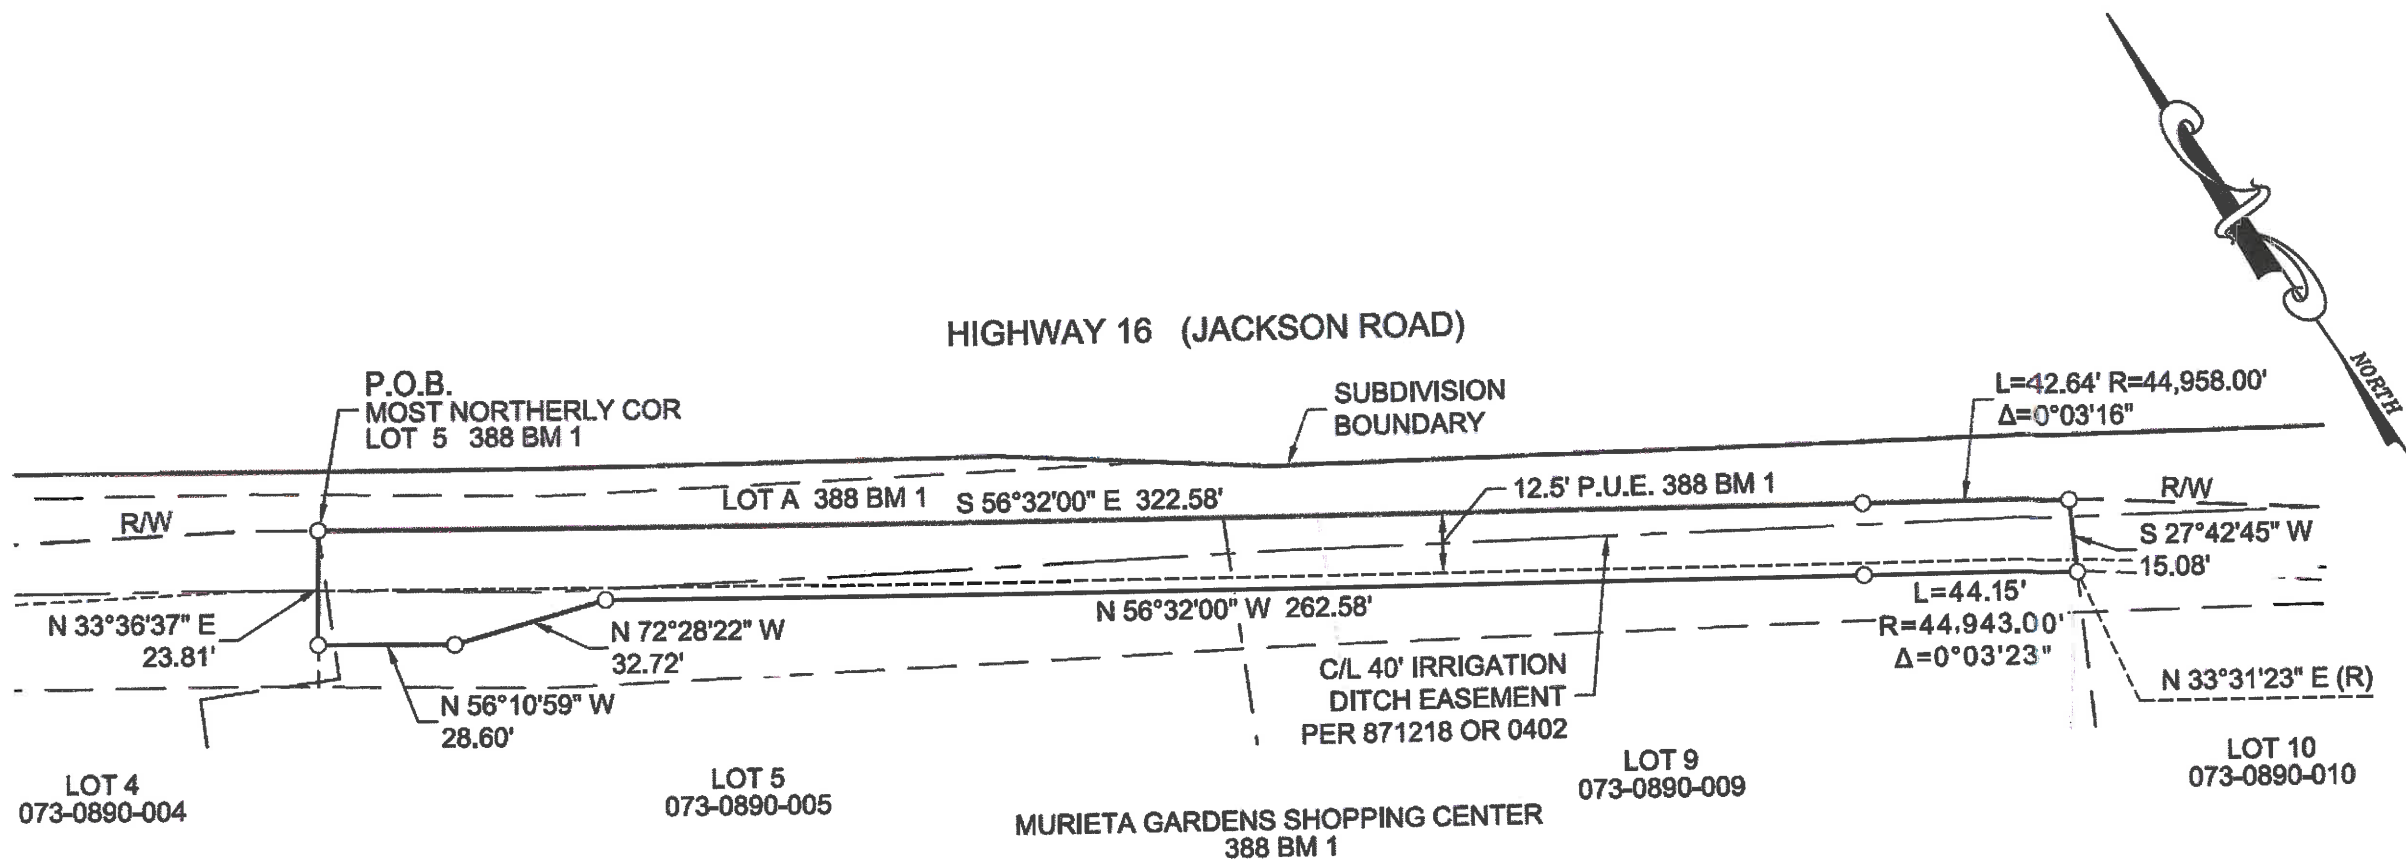 NORTH
HIGHWAY 16 (JACKSON ROAD)
P.O.B.
MOST NORTHERLY COR
LOT 5 388 BM 1
SUBDIVISION
BOUNDARY
L=42.64' R=44,958.00'
Δ=0°03'16"
LOT A 388 BM 1
S 56°32'00" E 322.58'
12.5' P.U.E. 388 BM 1
R/W
R/W
S 27°42'45" W
15.08'
N 33°36'37" E
23.81'
N 72°28'22" W
32.72'
N 56°32'00" W 262.58'
L=44.15'
R=44,943.00'
Δ=0°03'23"
N 56°10'59" W
28.60'
C/L 40' IRRIGATION
DITCH EASEMENT
PER 871218 OR 0402
N 33°31'23" E (R)
LOT 4
073-0890-004
LOT 5
073-0890-005
LOT 9
073-0890-009
LOT 10
073-0890-010
MURIETA GARDENS SHOPPING CENTER
388 BM 1